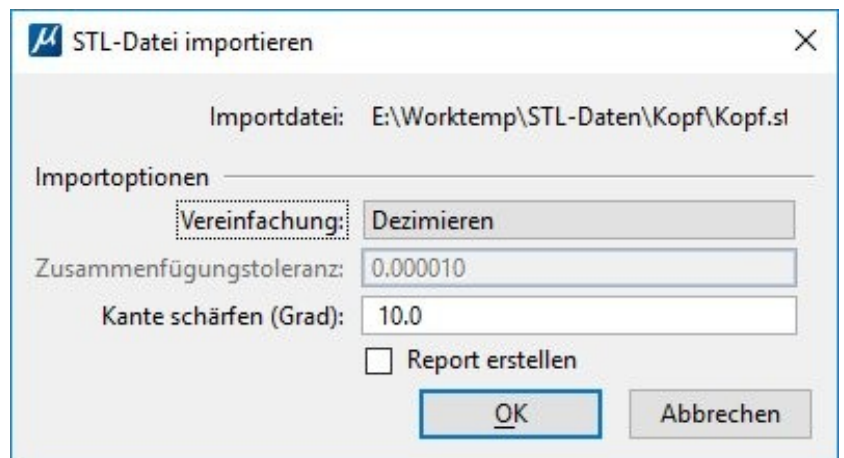 STL-Datei importieren
Importdatei: E:\Worktemp\STL-Daten\Kopf\Kopf.st
Importoptionen
Vereinfachung: Dezimieren
Zusammenfügungstoleranz: 0.000010
Kante schärfen (Grad): 10.0
Report erstellen
OK Abbrechen